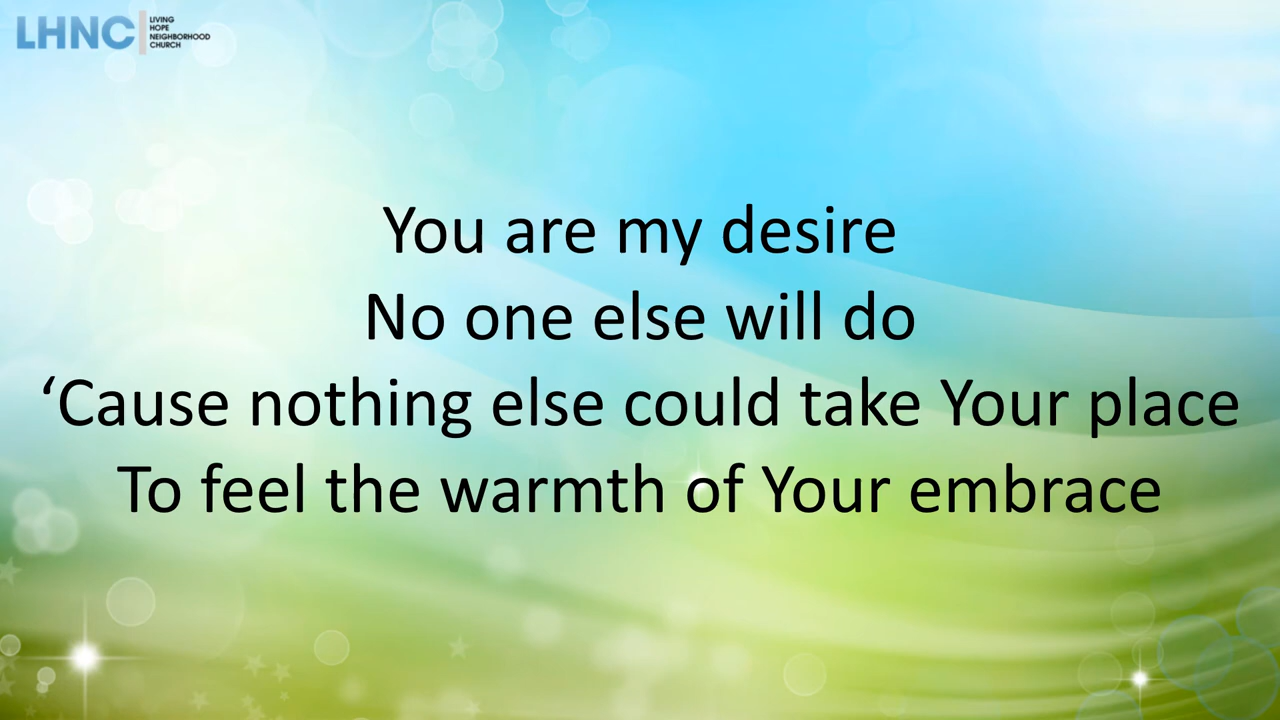 LHNC
LIVING
HOPE
NEIGHBORHOOD
CHURCH
You are my desire
No one else will do
‘Cause nothing else could take Your place
To feel the warmth of Your embrace